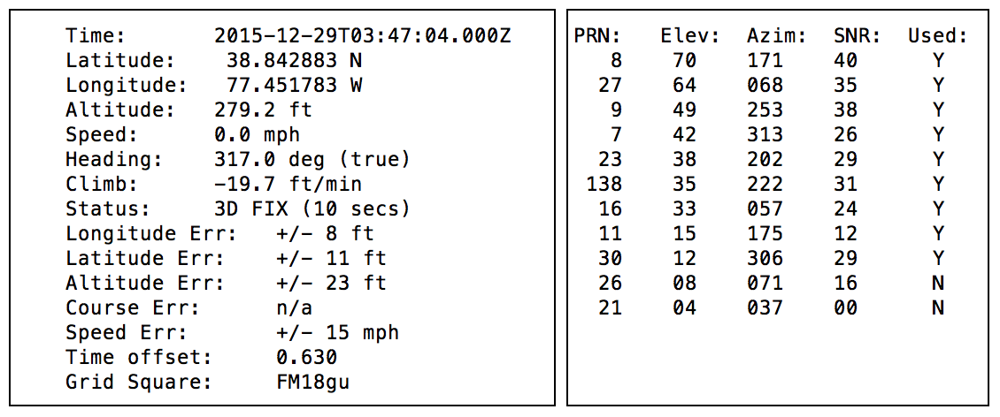 Time: 2015-12-29T03:47:04.000Z
Latitude: 38.842883 N
Longitude: 77.451783 W
Altitude: 279.2 ft
Speed: 0.0 mph
Heading: 317.0 deg (true)
Climb: -19.7 ft/min
Status: 3D FIX (10 secs)
Longitude Err: +/- 8 ft
Latitude Err: +/- 11 ft
Altitude Err: +/- 23 ft
Course Err: n/a
Speed Err: +/- 15 mph
Time offset: 0.630
Grid Square: FM18gu
PRN: Elev: Azim: SNR: Used:
8 70 171 40 Y
27 64 068 35 Y
9 49 253 38 Y
7 42 313 26 Y
23 38 202 29 Y
138 35 222 31 Y
16 33 057 24 Y
11 15 175 12 Y
30 12 306 29 Y
26 08 071 16 N
21 04 037 00 N